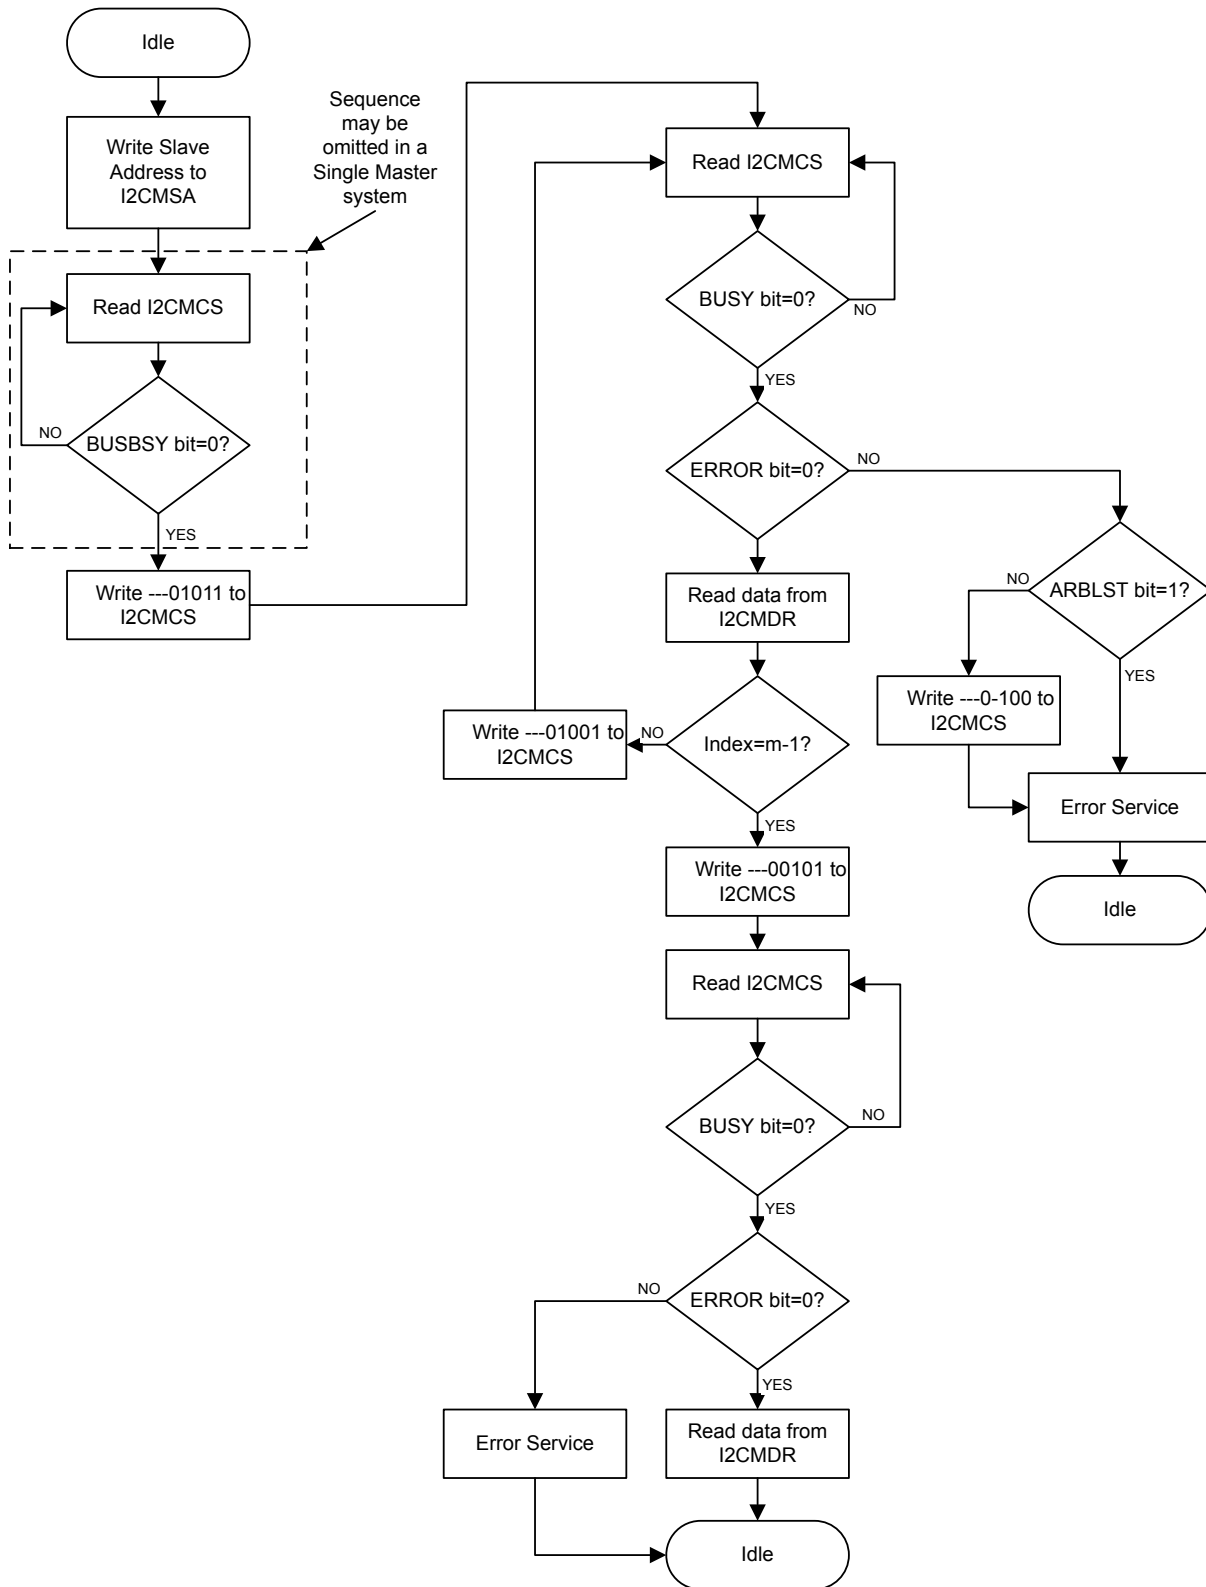 Idle
Write Slave
Address to
I2CMSA
Sequence
may be
omitted in a
Single Master
system
Read I2CMCS
BUSBSY bit=0?
NO
YES
Write ---01011 to
I2CMCS
Read I2CMCS
BUSY bit=0?
NO
YES
ERROR bit=0?
NO
Read data from
I2CMDR
ARBLST bit=1?
NO
YES
Write ---0-100 to
I2CMCS
Error Service
Idle
Index=m-1?
NO
Write ---01001 to
I2CMCS
YES
Write ---00101 to
I2CMCS
Read I2CMCS
BUSY bit=0?
NO
YES
ERROR bit=0?
NO
YES
Error Service
Read data from
I2CMDR
Idle